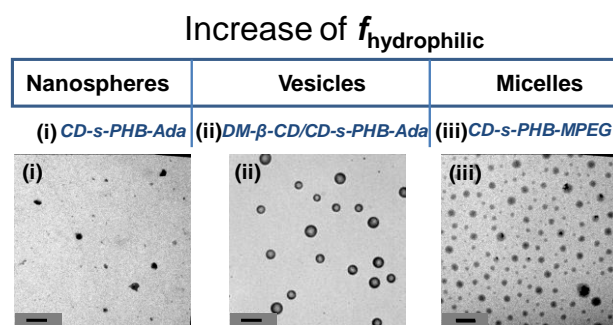 Increase of f hydrophilic
Nanospheres Vesicles Micelles
(i) CD-s-PHB-Ada (ii) DM-β-CD/CD-s-PHB-Ada (iii) CD-s-PHB-MPEG
(i) (ii) (iii)